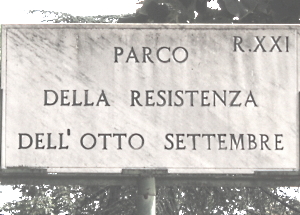 R.XXI
PARCO
DELLA RESISTENZA
DELL'OTTO SETTEMBRE